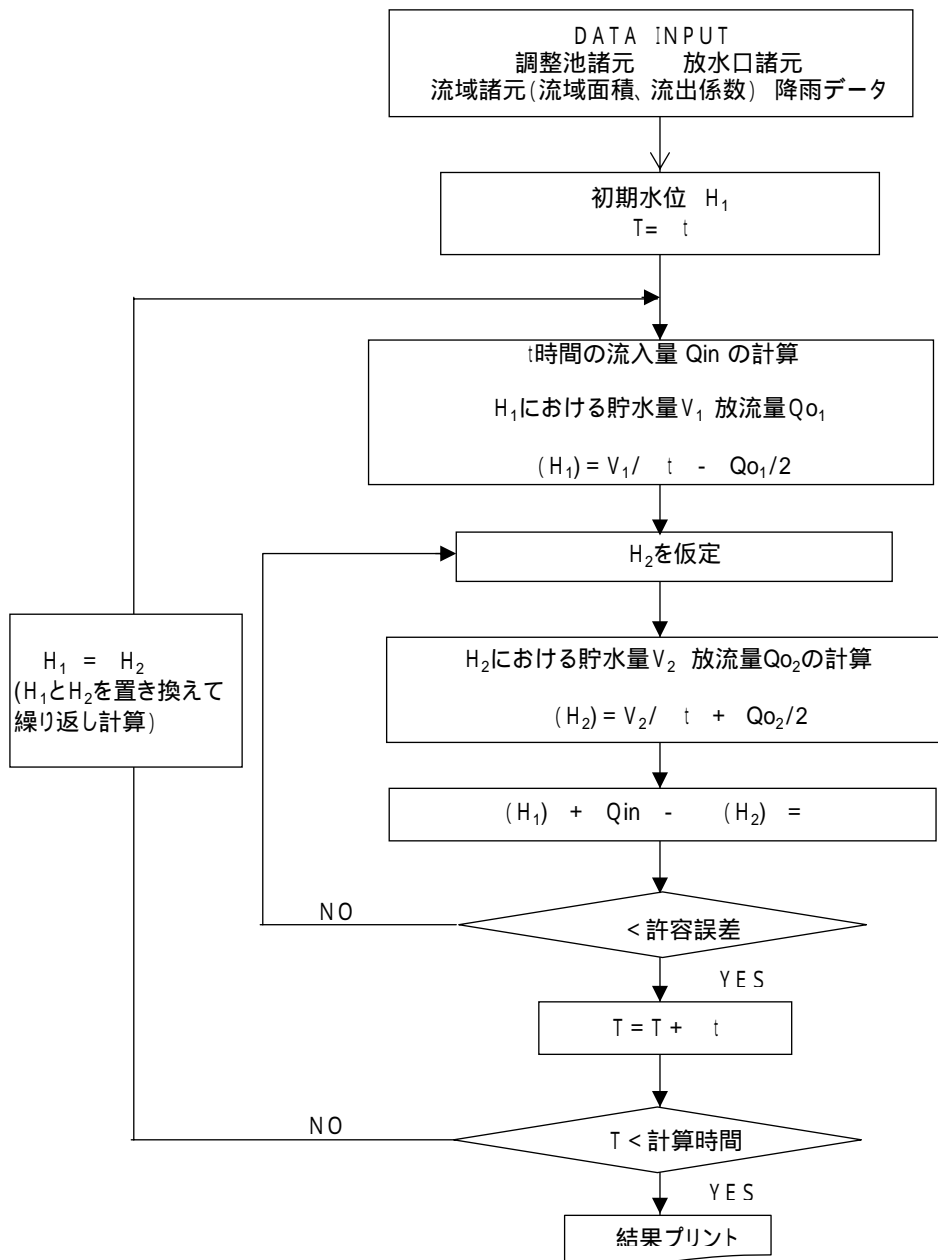 DATA INPUT
調整池諸元 放水口諸元
流域諸元(流域面積、流出係数) 降雨データ
初期水位 H₁
T= t
t時間の流入量 Qin の計算
H₁における貯水量V₁ 放流量Qo₁
(H₁) = V₁/ t - Qo₁/2
H₂を仮定
H₁ = H₂
(H₁とH₂を置き換えて
繰り返し計算)
H₂における貯水量V₂ 放流量Qo₂の計算
(H₂) = V₂/ t + Qo₂/2
(H₁) + Qin - (H₂) =
NO
<許容誤差
YES
T = T + t
NO
T <計算時間
YES
結果プリント